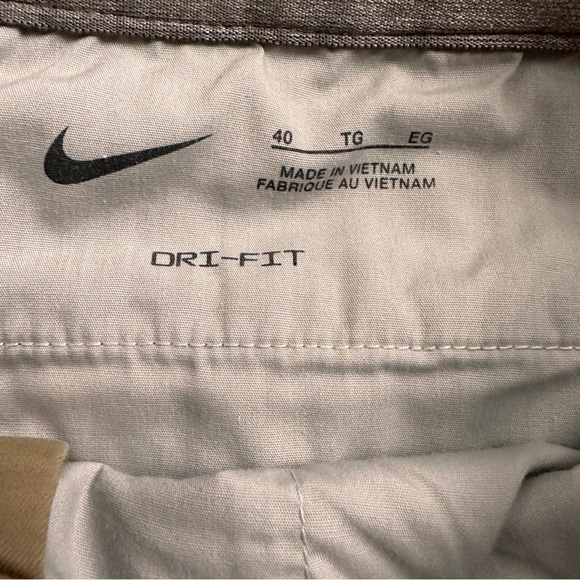 40 TG EG
MADE IN VIETNAM
FABRIQUE AU VIETNAM
DRI-FIT